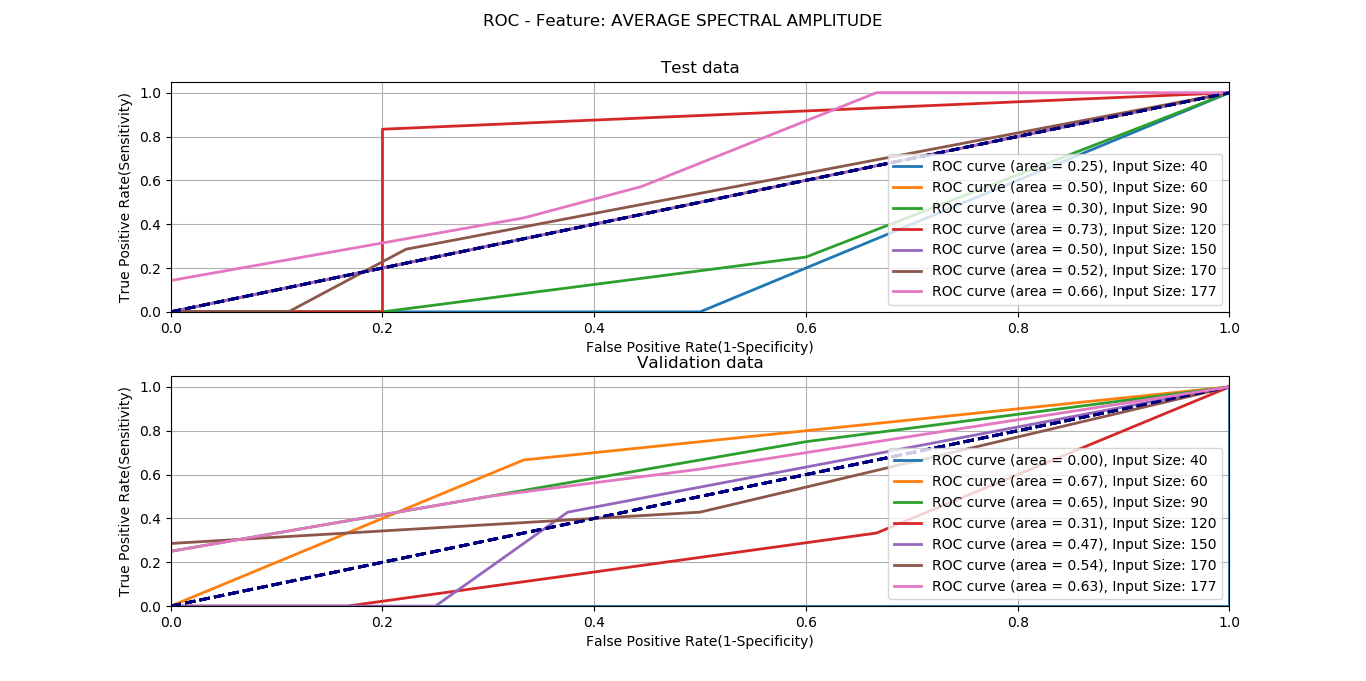 ROC - Feature: AVERAGE SPECTRAL AMPLITUDE
Test data
True Positive Rate(Sensitivity)
1.0
0.8
0.6
0.4
0.2
0.0
ROC curve (area = 0.25), Input Size: 40
ROC curve (area = 0.50), Input Size: 60
ROC curve (area = 0.30), Input Size: 90
ROC curve (area = 0.73), Input Size: 120
ROC curve (area = 0.50), Input Size: 150
ROC curve (area = 0.52), Input Size: 170
ROC curve (area = 0.66), Input Size: 177
0.0 0.2 0.4 0.6 0.8 1.0
False Positive Rate(1-Specificity)
Validation data
True Positive Rate(Sensitivity)
1.0
0.8
0.6
0.4
0.2
0.0
ROC curve (area = 0.00), Input Size: 40
ROC curve (area = 0.67), Input Size: 60
ROC curve (area = 0.65), Input Size: 90
ROC curve (area = 0.31), Input Size: 120
ROC curve (area = 0.47), Input Size: 150
ROC curve (area = 0.54), Input Size: 170
ROC curve (area = 0.63), Input Size: 177
0.0 0.2 0.4 0.6 0.8 1.0
False Positive Rate(1-Specificity)